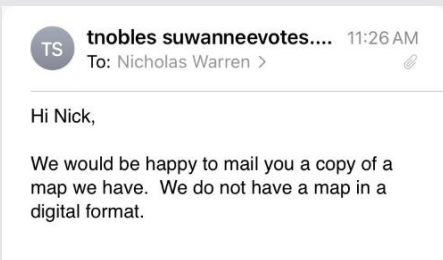 TS
tnobles suwanneevotes.... 11:26 AM
To: Nicholas Warren >
Hi Nick,
We would be happy to mail you a copy of a
map we have.  We do not have a map in a
digital format.